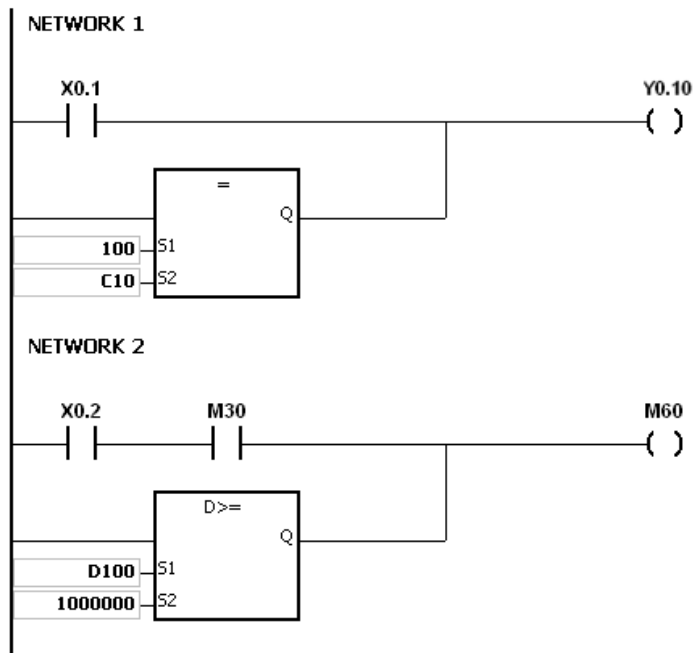 NETWORK 1
X0.1 Y0.10
=
Q
100 S1
C10 S2
NETWORK 2
X0.2 M30 M60
D>=
Q
D100 S1
1000000 S2